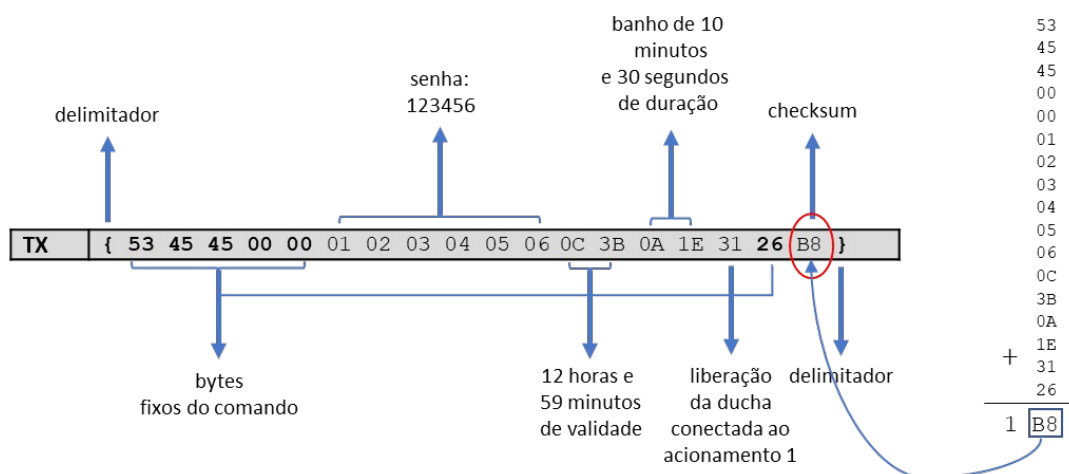 banho de 10
minutos
e 30 segundos
de duração
senha:
123456
delimitador
checksum
TX { 53 45 45 00 00 01 02 03 04 05 06 0C 3B 0A 1E 31 26 B8 }
bytes
fixos do comando
12 horas e
59 minutos
de validade
liberação
da ducha
conectada ao
acionamento 1
delimitador
53
45
45
00
00
01
02
03
04
05
06
0C
3B
0A
1E
+ 31
26
1 B8